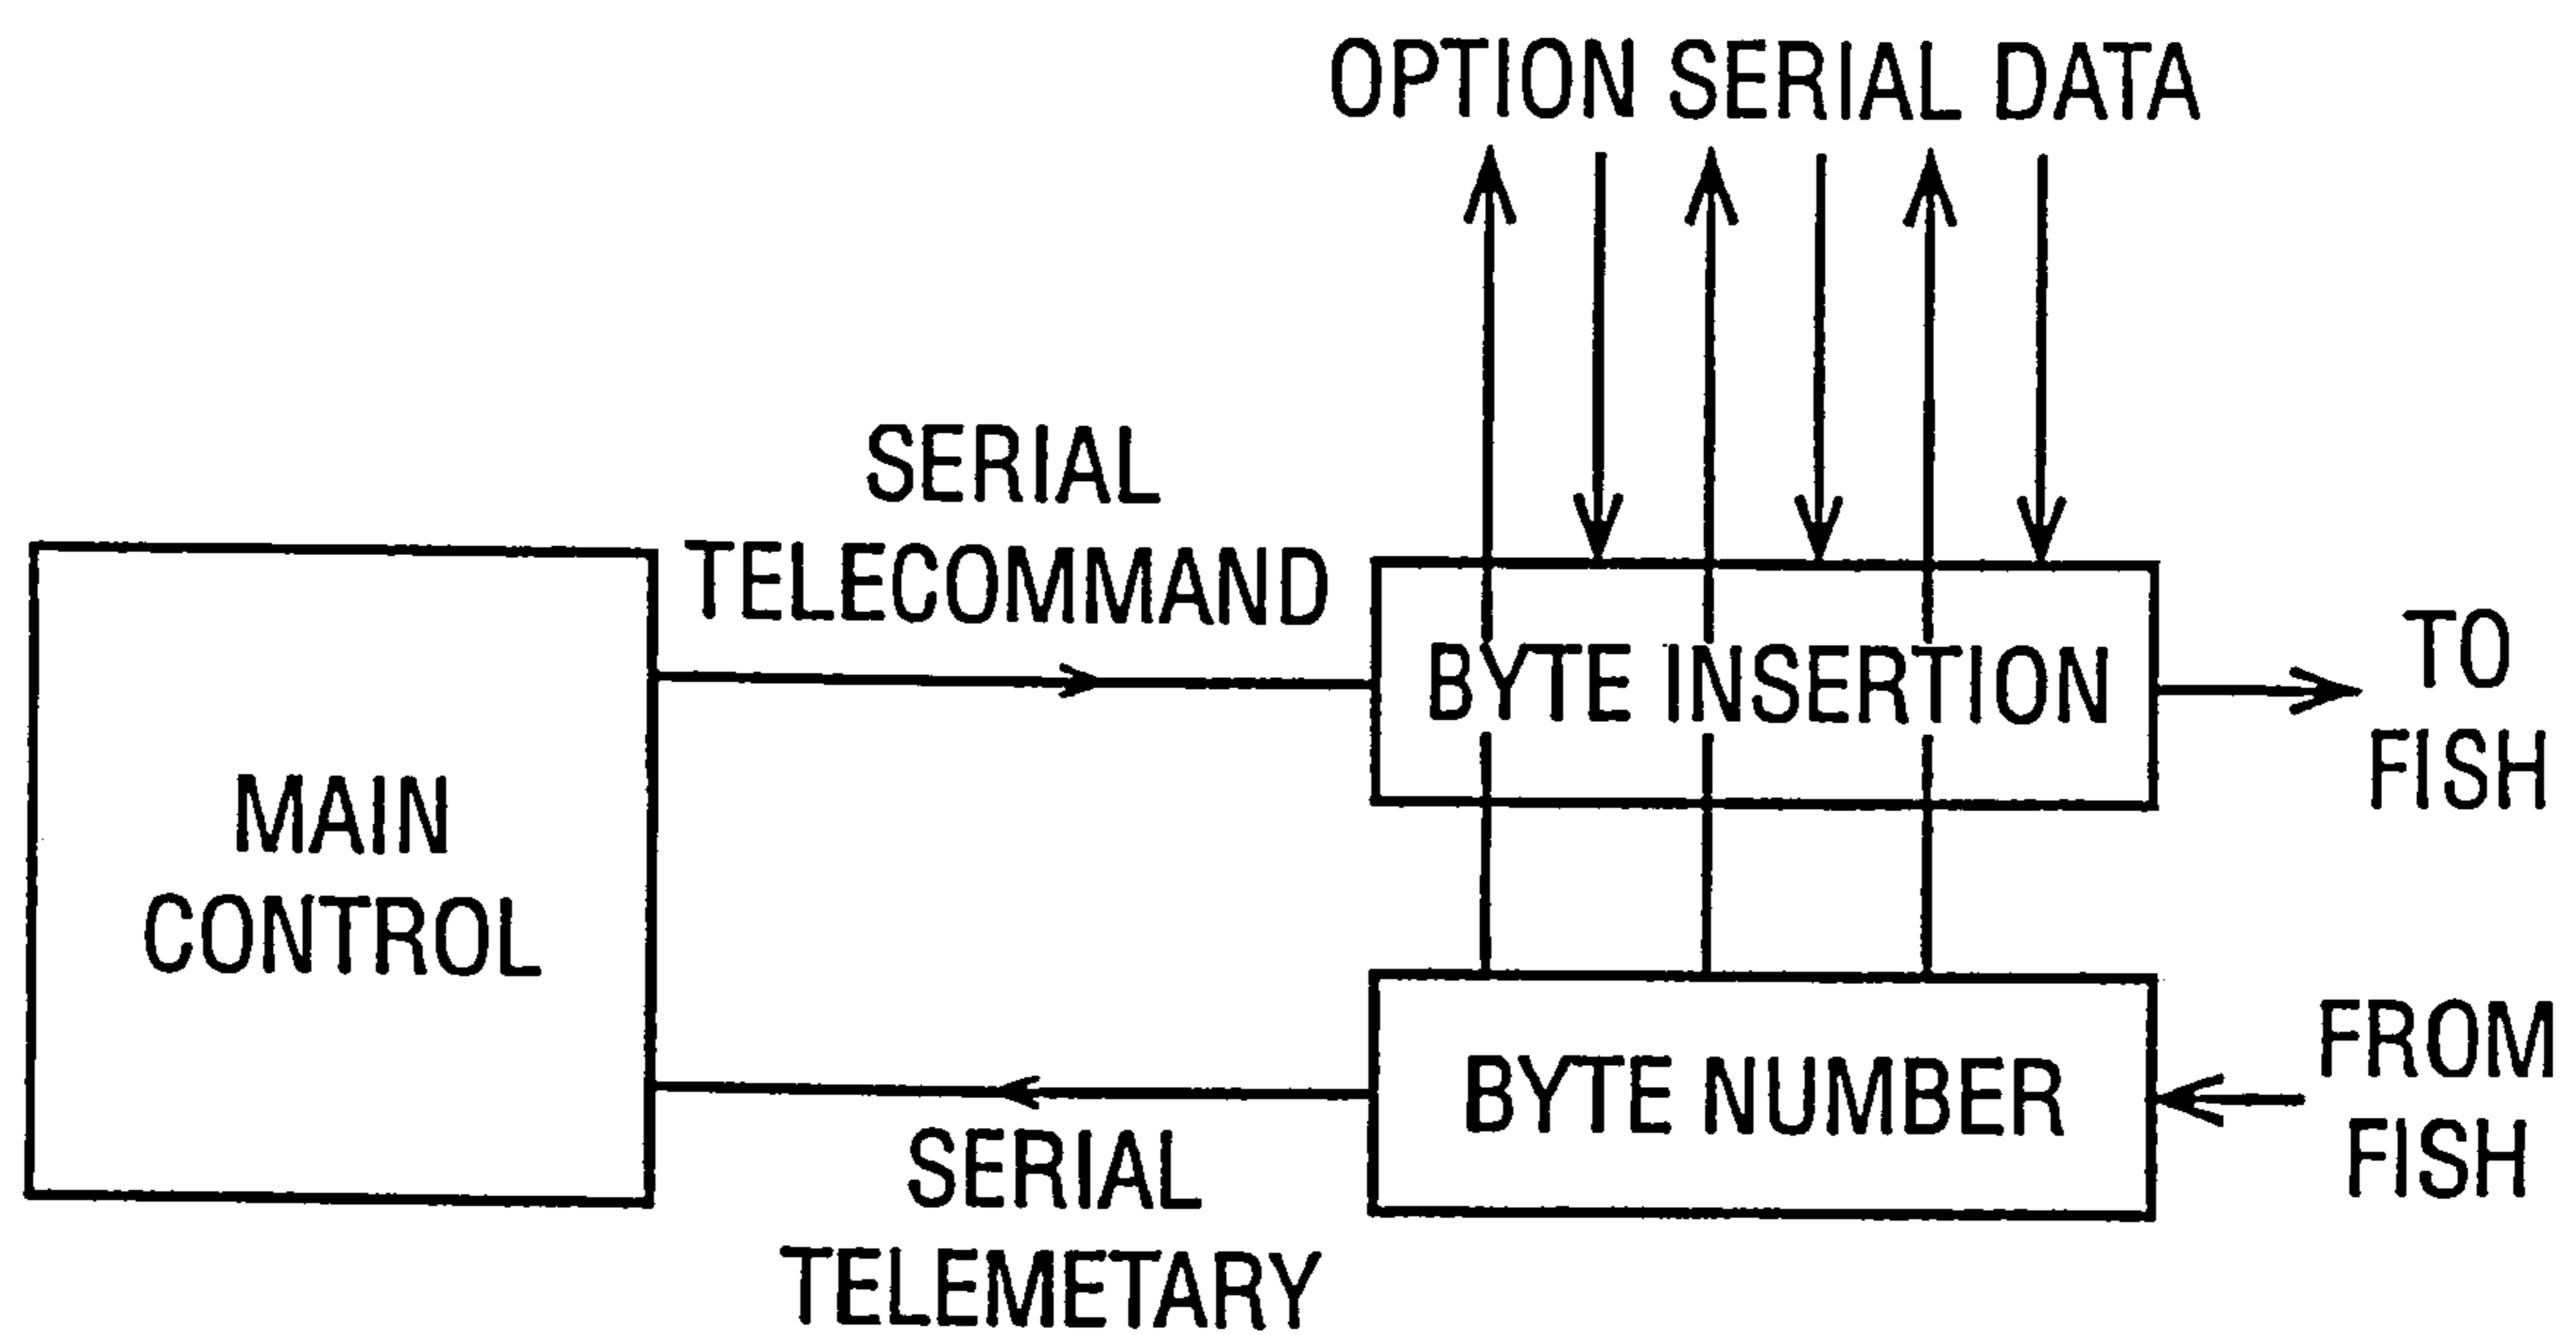 OPTION SERIAL DATA
SERIAL
TELECOMMAND
MAIN
CONTROL
BYTE INSERTION
TO
FISH
BYTE NUMBER
FROM
FISH
SERIAL
TELEMETARY